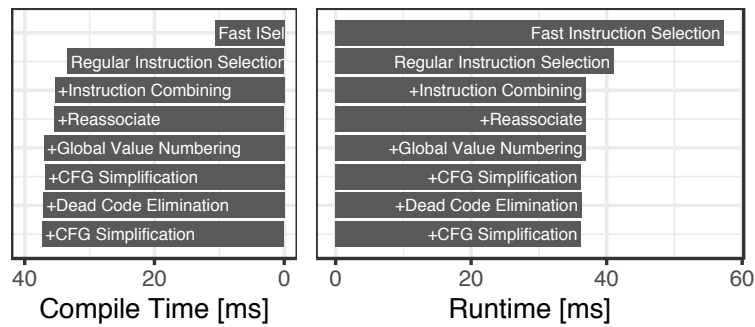 Fast ISel
Regular Instruction Selection
+Instruction Combining
+Reassociate
+Global Value Numbering
+CFG Simplification
+Dead Code Elimination
+CFG Simplification
40 20 0
Compile Time [ms]
Fast Instruction Selection
Regular Instruction Selection
+Instruction Combining
+Reassociate
+Global Value Numbering
+CFG Simplification
+Dead Code Elimination
+CFG Simplification
0 20 40 60
Runtime [ms]